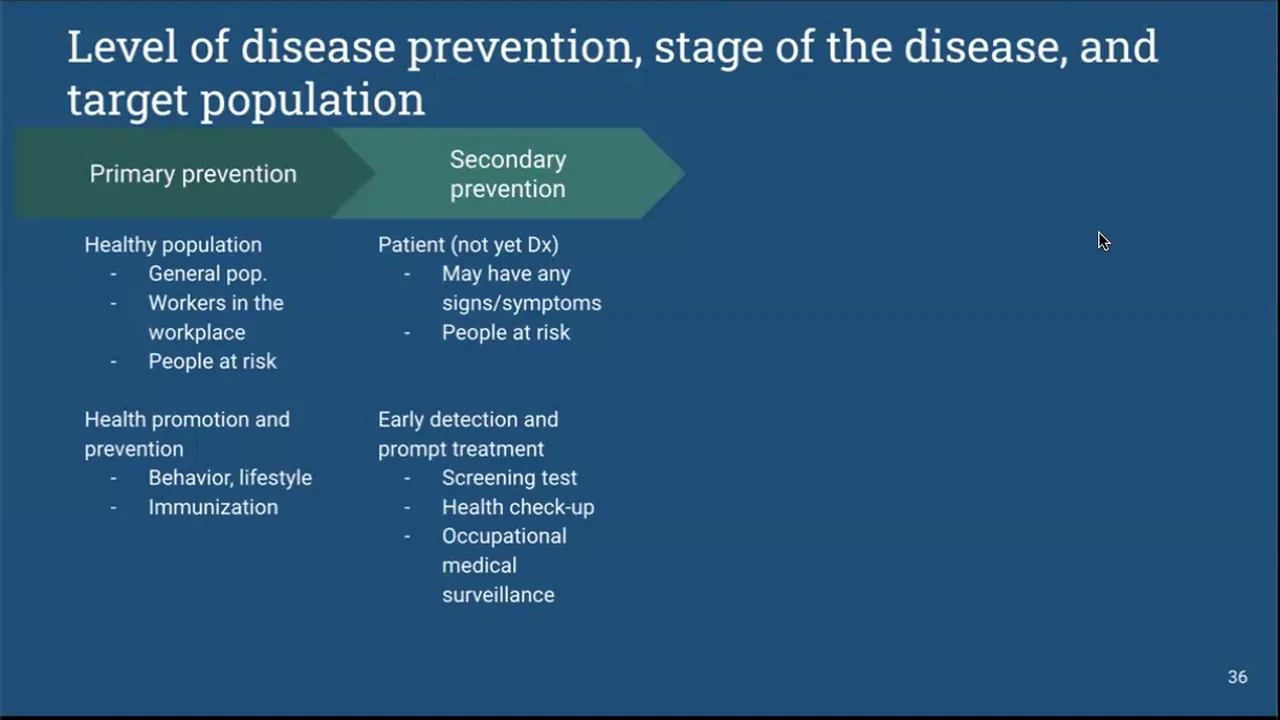 Level of disease prevention, stage of the disease, and
target population
Primary prevention
Secondary
prevention
Healthy population
- General pop.
- Workers in the
workplace
- People at risk
Health promotion and
prevention
- Behavior, lifestyle
- Immunization
Patient (not yet Dx)
- May have any
signs/symptoms
- People at risk
Early detection and
prompt treatment
- Screening test
- Health check-up
- Occupational
medical
surveillance
36